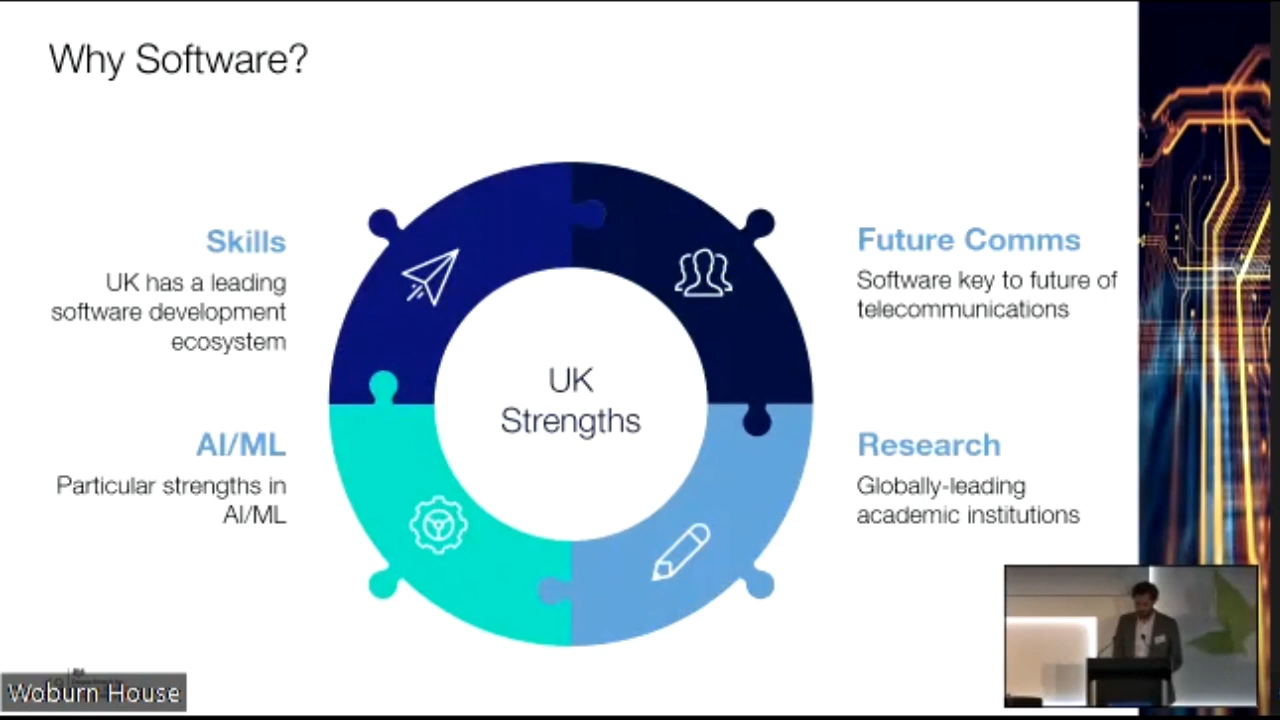 Why Software?
Skills
UK has a leading
software development
ecosystem
Future Comms
Software key to future of
telecommunications
UK
Strengths
AI/ML
Particular strengths in
AI/ML
Research
Globally-leading
academic institutions
Woburn House